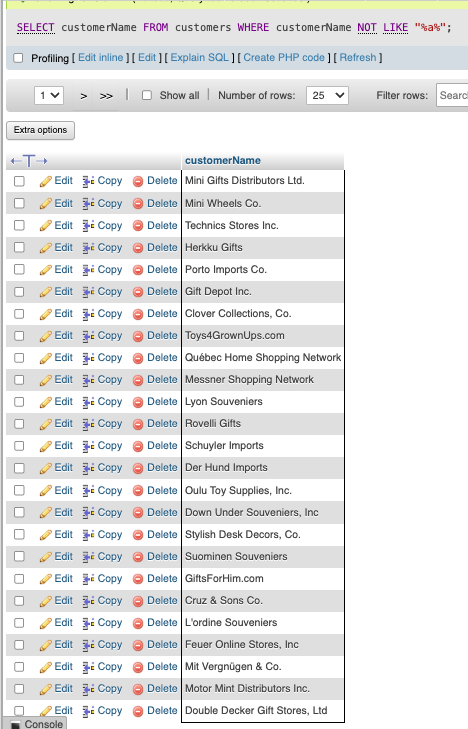 SELECT customerName FROM customers WHERE customerName NOT LIKE "%a%";
Profiling [ Edit inline ] [ Edit ] [ Explain SQL ] [ Create PHP code ] [ Refresh ]
1 > >> Show all Number of rows: 25 Filter rows: Searc
Extra options
←T→ customerName
Edit Copy Delete Mini Gifts Distributors Ltd.
Edit Copy Delete Mini Wheels Co.
Edit Copy Delete Technics Stores Inc.
Edit Copy Delete Herkku Gifts
Edit Copy Delete Porto Imports Co.
Edit Copy Delete Gift Depot Inc.
Edit Copy Delete Clover Collections, Co.
Edit Copy Delete Toys4GrownUps.com
Edit Copy Delete Québec Home Shopping Network
Edit Copy Delete Messner Shopping Network
Edit Copy Delete Lyon Souveniers
Edit Copy Delete Rovelli Gifts
Edit Copy Delete Schuyler Imports
Edit Copy Delete Der Hund Imports
Edit Copy Delete Oulu Toy Supplies, Inc.
Edit Copy Delete Down Under Souveniers, Inc
Edit Copy Delete Stylish Desk Decors, Co.
Edit Copy Delete Suominen Souveniers
Edit Copy Delete GiftsForHim.com
Edit Copy Delete Cruz & Sons Co.
Edit Copy Delete L'ordine Souveniers
Edit Copy Delete Feuer Online Stores, Inc
Edit Copy Delete Mit Vergnügen & Co.
Edit Copy Delete Motor Mint Distributors Inc.
Edit Copy Delete Double Decker Gift Stores, Ltd
Console